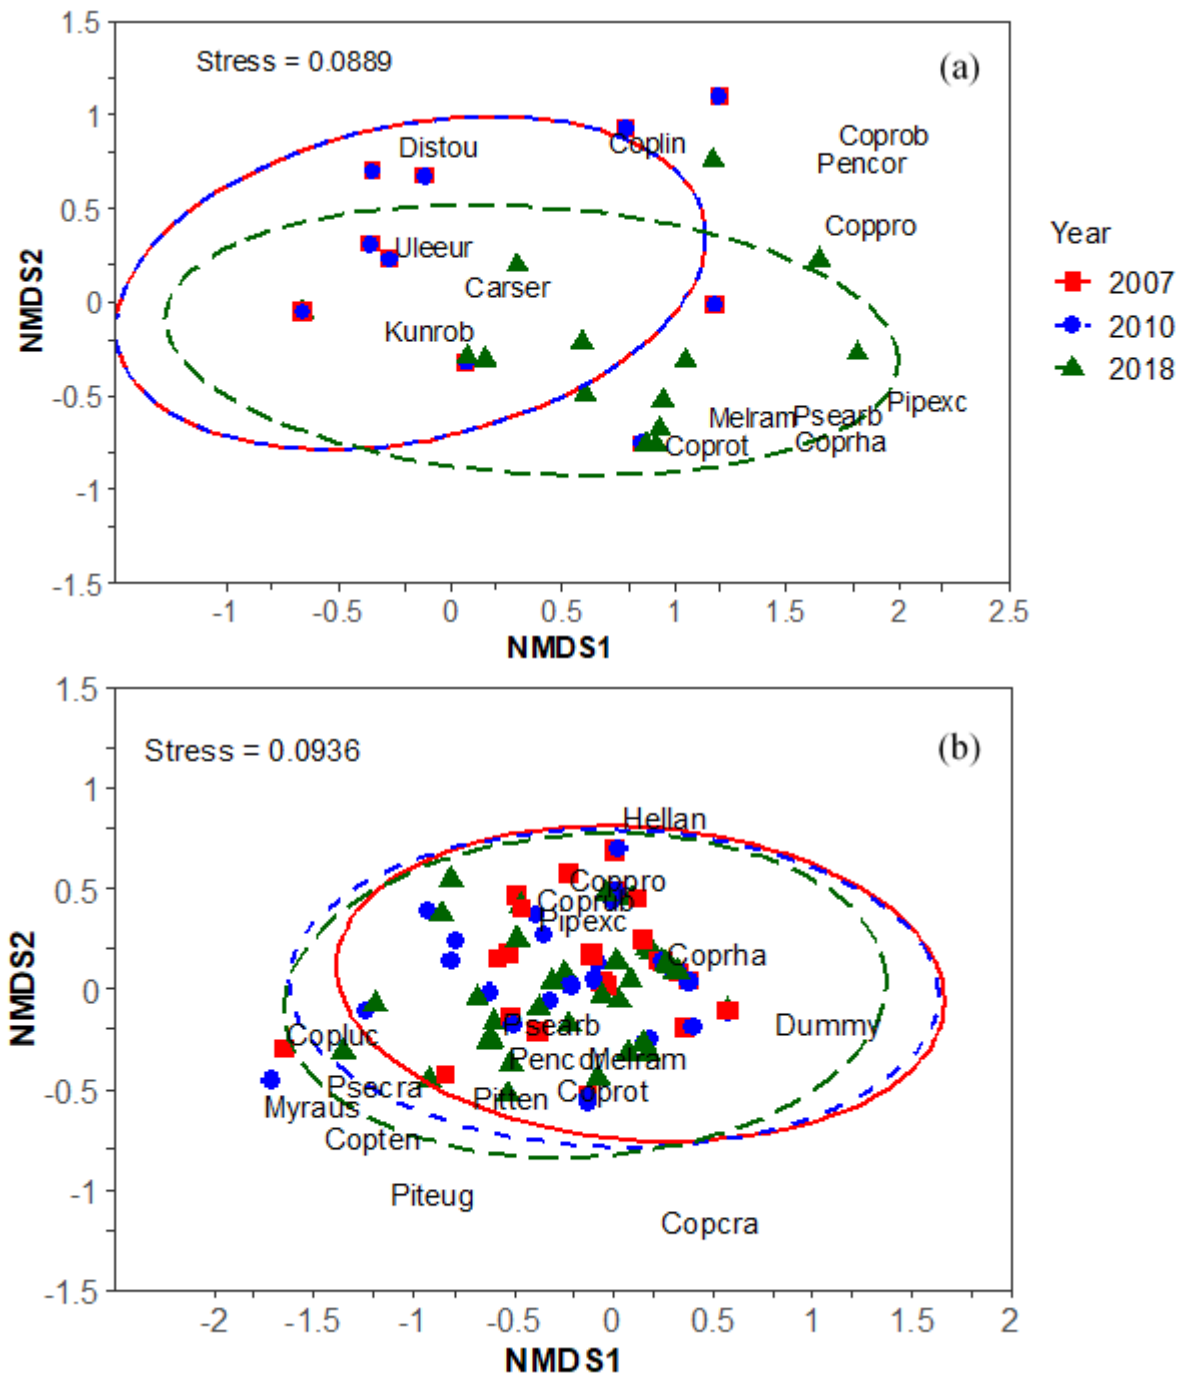 1.5
Stress = 0.0889
(a)
1
Coplin
Coprob
Distou
Pencor
0.5
Coppro
Year
Uleeur
NMDS2
0
Carser
2007
Kunrob
2010
2018
-0.5
Pipexc
Melram
Psearb
Coprot
Coprha
-1
-1.5
-1 -0.5 0 0.5 1 1.5 2 2.5
NMDS1
1.5
Stress = 0.0936
(b)
1
Hellan
0.5
Coppro
Coprob
Pipexc
Coprha
NMDS2
0
Copluc
Psearb
Dummy
Pencor
Melram
-0.5
Psecra
Pitten
Coprot
Myraus
Copten
-1
Piteug
Copcra
-1.5
-2 -1.5 -1 -0.5 0 0.5 1 1.5 2
NMDS1